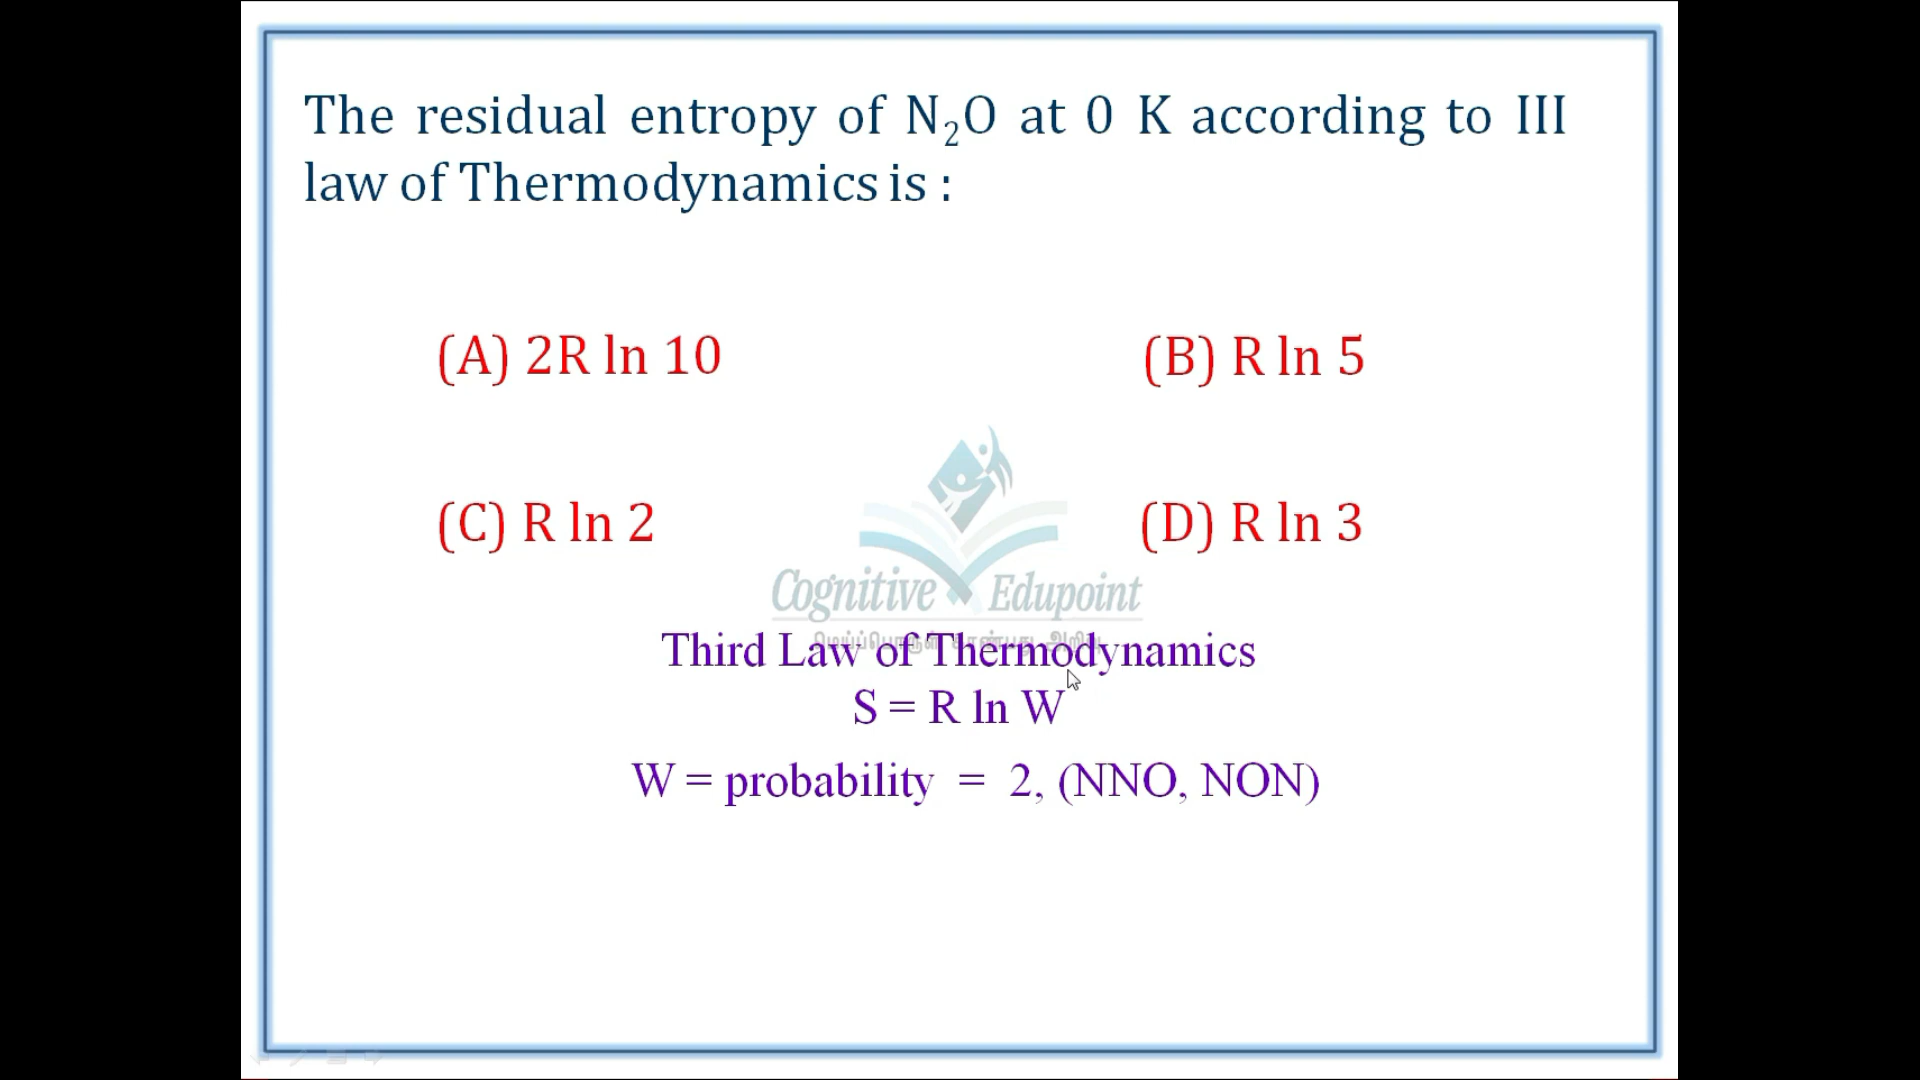 The residual entropy of N₂O at 0 K according to III
law of Thermodynamics is :
(A) 2R ln 10
(B) R ln 5
(C) R ln 2
(D) R ln 3
Cognitive Edupoint
Third Law of Thermodynamics
S = R ln W
W = probability = 2, (NNO, NON)